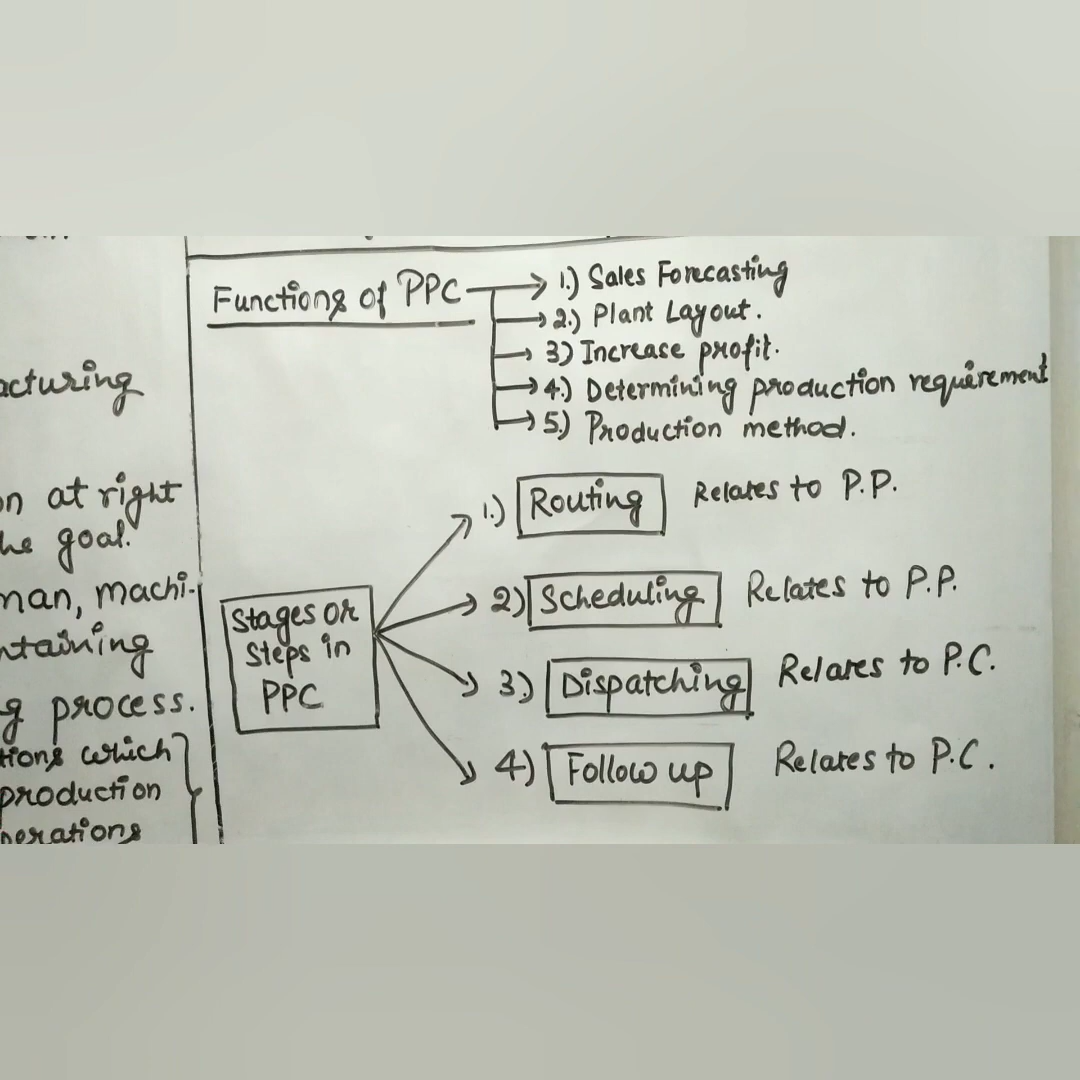 acturing
on at right
he goal.
man, machi-
ntaining
g process.
tions which
production
perations
Functions of PPC
1.) Sales Forecasting
2.) Plant Layout.
3) Increase profit.
4.) Determining production requirement
5.) Production method.
Stages or
Steps in
PPC
1.) Routing Relates to P.P.
2) Scheduling Relates to P.P.
3) Dispatching Relates to P.C.
4) Follow up Relates to P.C.